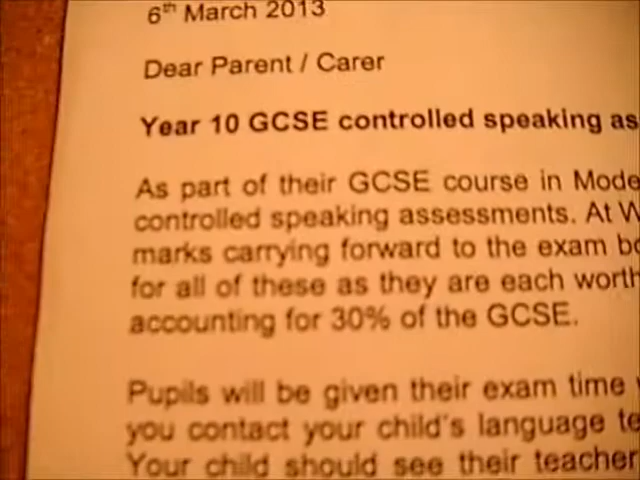 6th March 2013
Dear Parent / Carer
Year 10 GCSE controlled speaking as
As part of their GCSE course in Mode
controlled speaking assessments. At W
marks carrying forward to the exam bo
for all of these as they are each worth
accounting for 30% of the GCSE.
Pupils will be given their exam time
you contact your child's language te
Your child should see their teacher